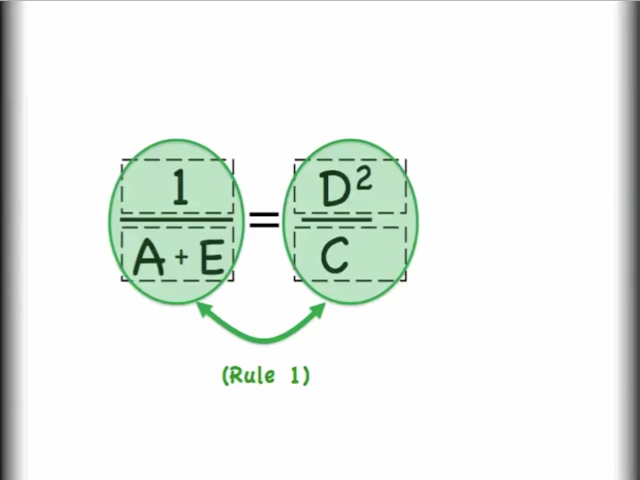 1 = D²
A + E C
(Rule 1)